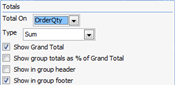 Totals
Total On OrderQty
Type Sum
Show Grand Total
Show group totals as % of Grand Total
Show in group header
Show in group footer